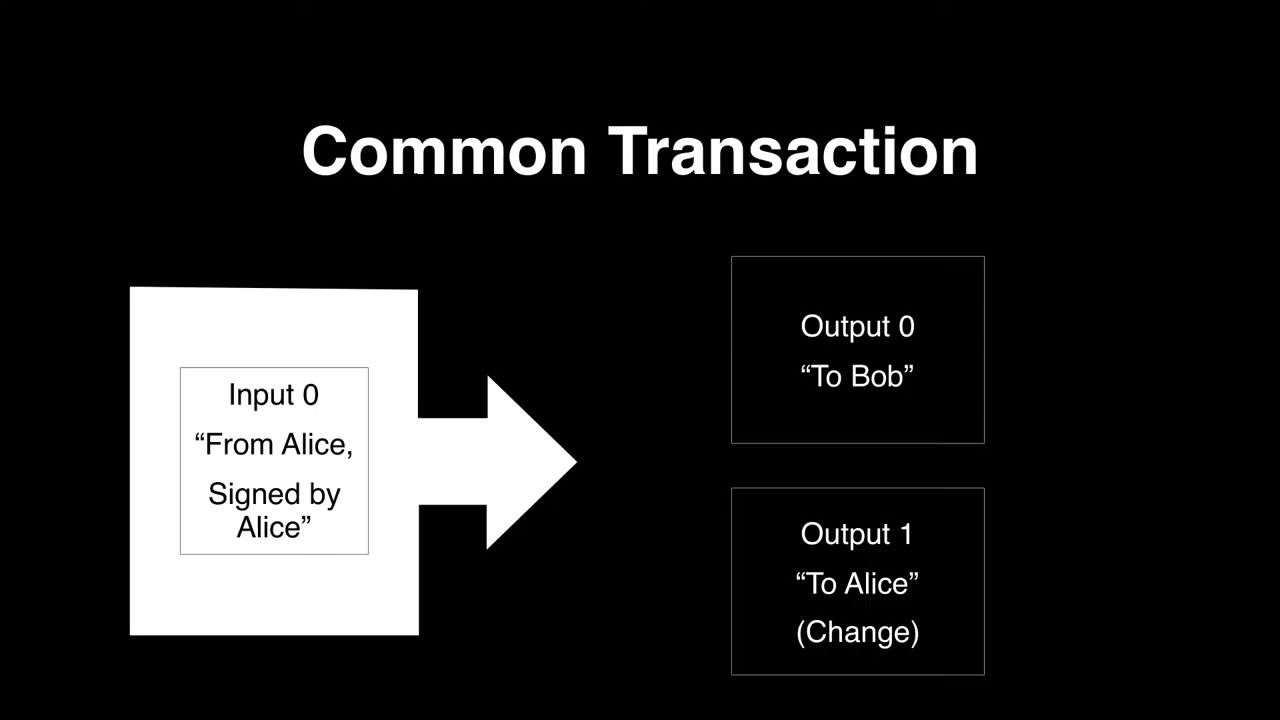 Common Transaction
Input 0
“From Alice,
Signed by
Alice”
Output 0
“To Bob”
Output 1
“To Alice”
(Change)